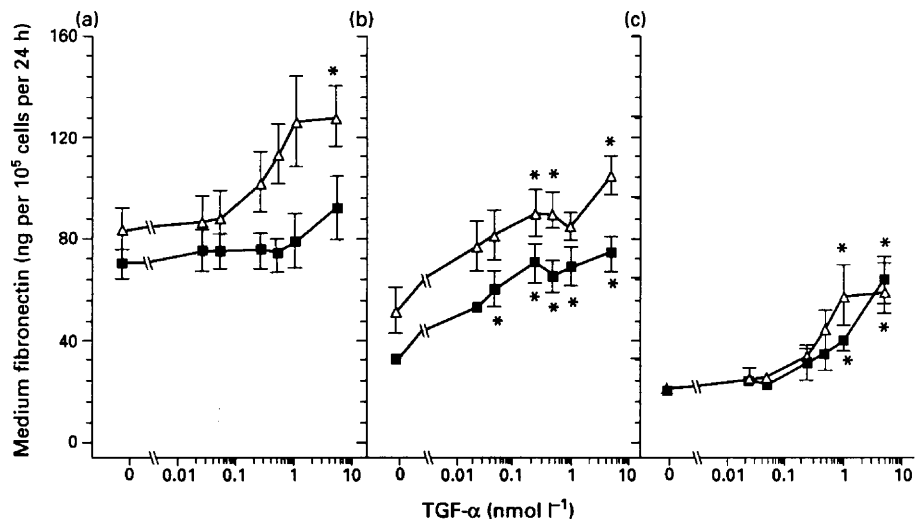 (a) (b) (c)
Medium fibronectin (ng per 10⁵ cells per 24 h)
160
120
80
40
0
* * * * * * * * * * * * *
0 0.01 0.1 1 10 0 0.01 0.1 1 10 0 0.01 0.1 1 10
TGF-α (nmol l⁻¹)